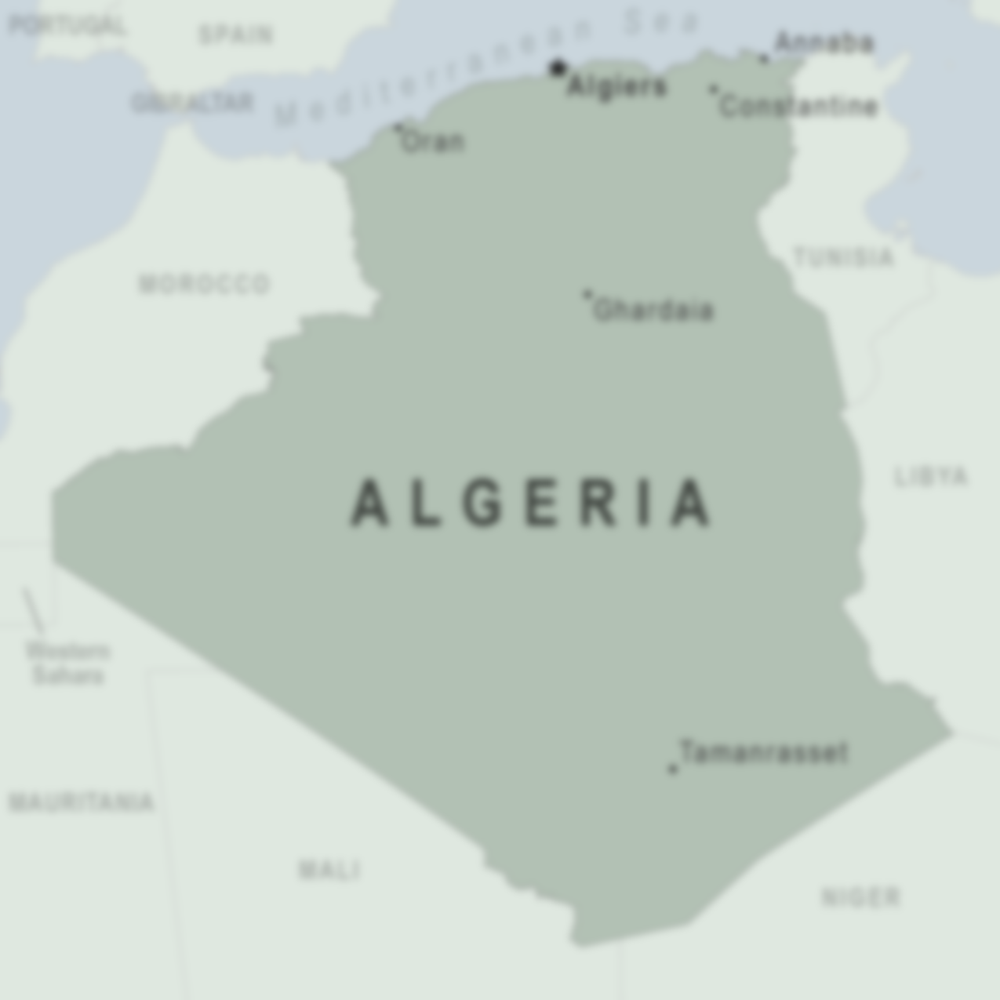 PORTUGAL
SPAIN
Mediterranean Sea
Annaba
Algiers
Constantine
GIBRALTAR
Oran
TUNISIA
MOROCCO
Ghardaia
ALGERIA
LIBYA
Western
Sahara
Tamanrasset
MAURITANIA
MALI
NIGER